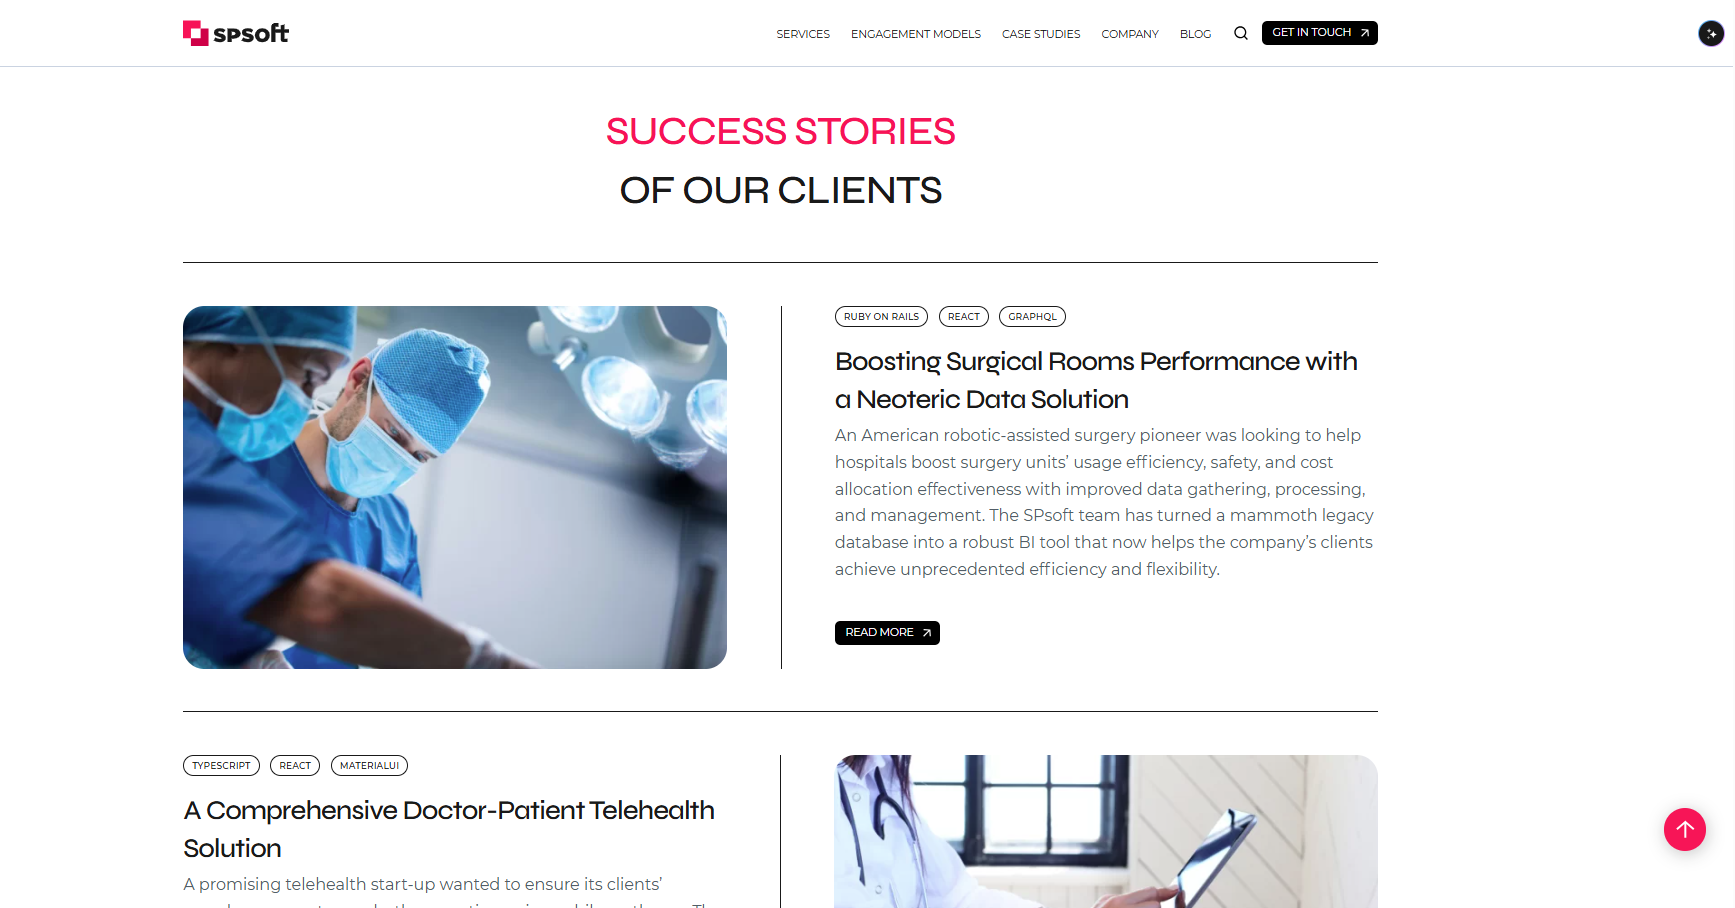 spsoft
SERVICES
ENGAGEMENT MODELS
CASE STUDIES
COMPANY
BLOG
GET IN TOUCH
SUCCESS STORIES
OF OUR CLIENTS
RUBY ON RAILS
REACT
GRAPHQL
Boosting Surgical Rooms Performance with
a Neoteric Data Solution
An American robotic-assisted surgery pioneer was looking to help
hospitals boost surgery units’ usage efficiency, safety, and cost
allocation effectiveness with improved data gathering, processing,
and management. The SPsoft team has turned a mammoth legacy
database into a robust BI tool that now helps the company’s clients
achieve unprecedented efficiency and flexibility.
READ MORE
TYPESCRIPT
REACT
MATERIALUI
A Comprehensive Doctor-Patient Telehealth
Solution
A promising telehealth start-up wanted to ensure its clients’